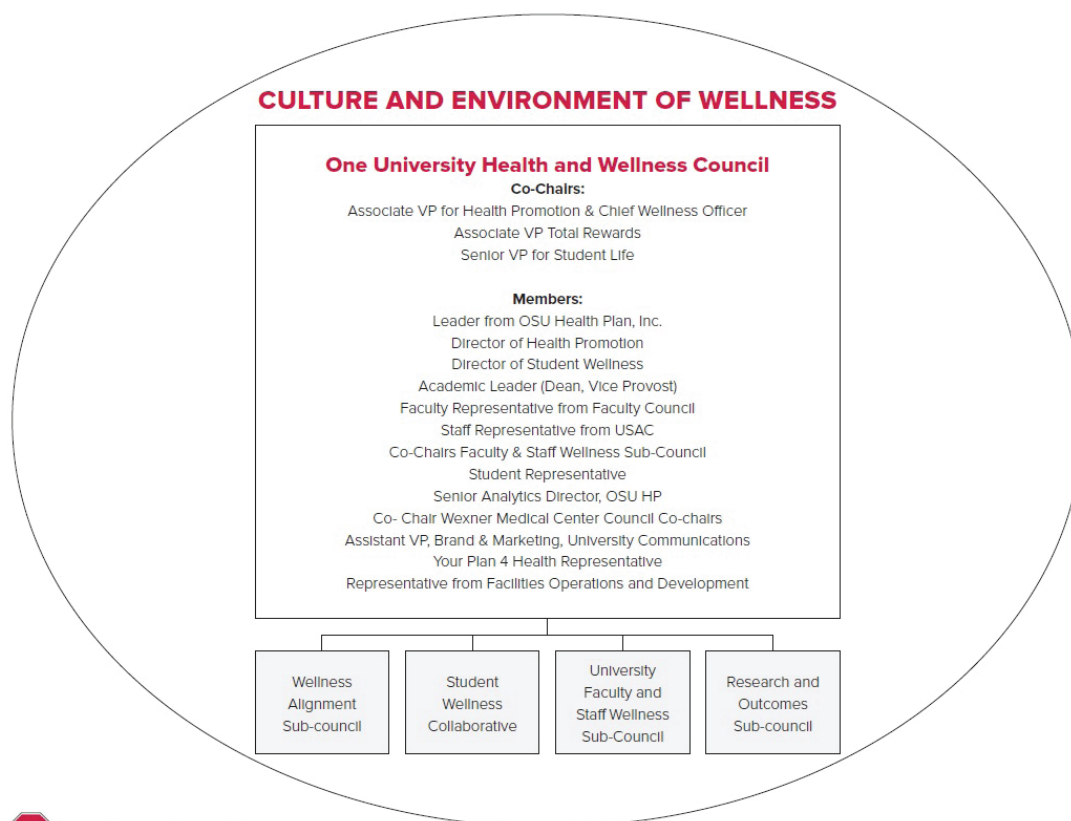 CULTURE AND ENVIRONMENT OF WELLNESS
One University Health and Wellness Council
Co-Chairs:
Associate VP for Health Promotion & Chief Wellness Officer
Associate VP Total Rewards
Senior VP for Student Life
Members:
Leader from OSU Health Plan, Inc.
Director of Health Promotion
Director of Student Wellness
Academic Leader (Dean, Vice Provost)
Faculty Representative from Faculty Council
Staff Representative from USAC
Co-Chairs Faculty & Staff Wellness Sub-Council
Student Representative
Senior Analytics Director, OSU HP
Co- Chair Wexner Medical Center Council Co-chairs
Assistant VP, Brand & Marketing, University Communications
Your Plan 4 Health Representative
Representative from Facilities Operations and Development
Wellness
Alignment
Sub-council
Student
Wellness
Collaborative
University
Faculty and
Staff Wellness
Sub-Council
Research and
Outcomes
Sub-council